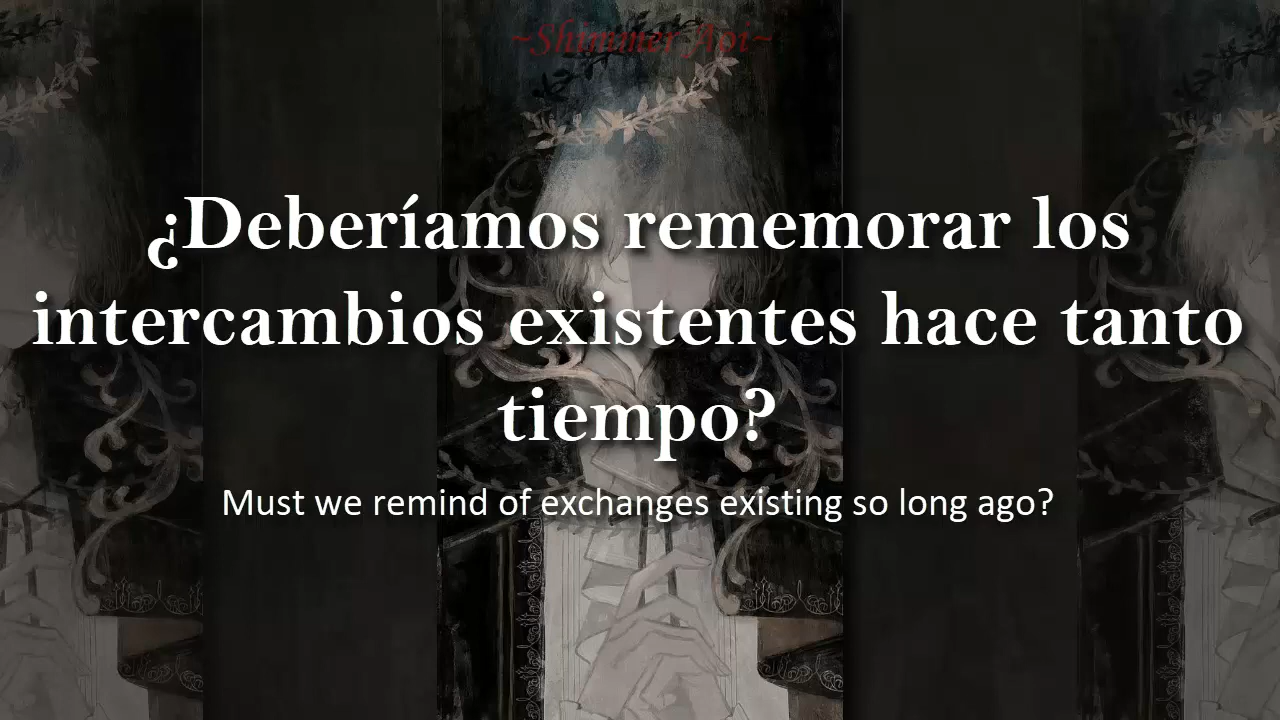 ~Shimmer Aoi~
¿Deberíamos rememorar los
intercambios existentes hace tanto
tiempo?
Must we remind of exchanges existing so long ago?